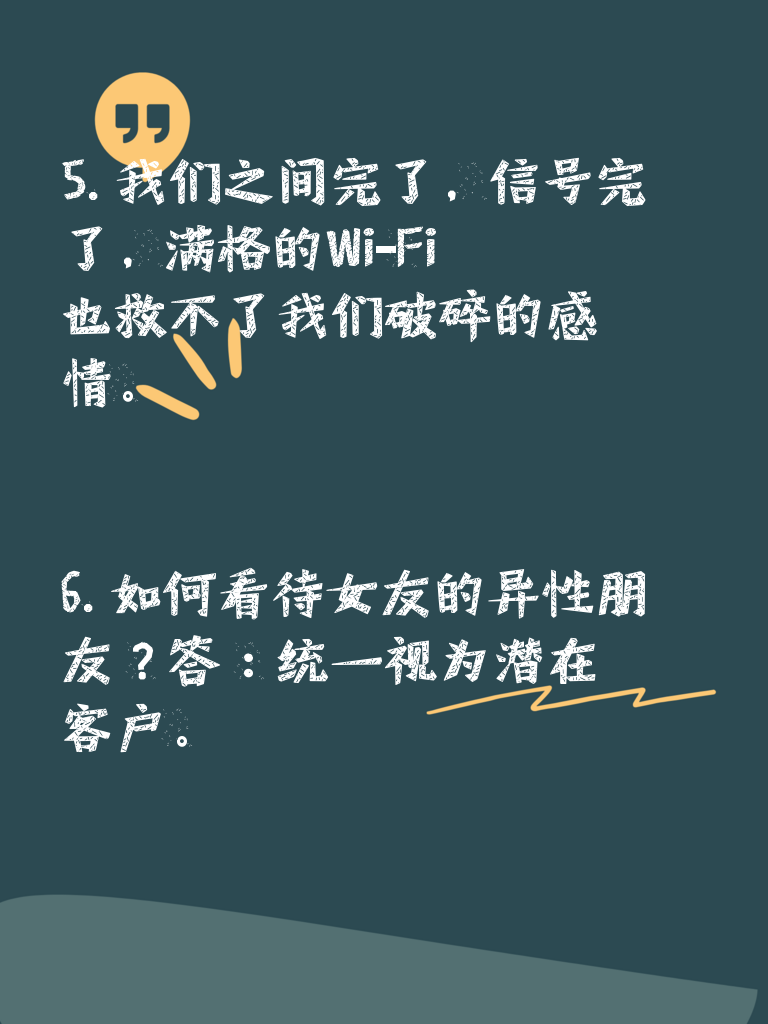 5. 我们之间完了，信号完
了，满格的Wi-Fi
也救不了我们破碎的感
情。
6. 如何看待女友的异性朋
友？答：统一视为潜在
客户。